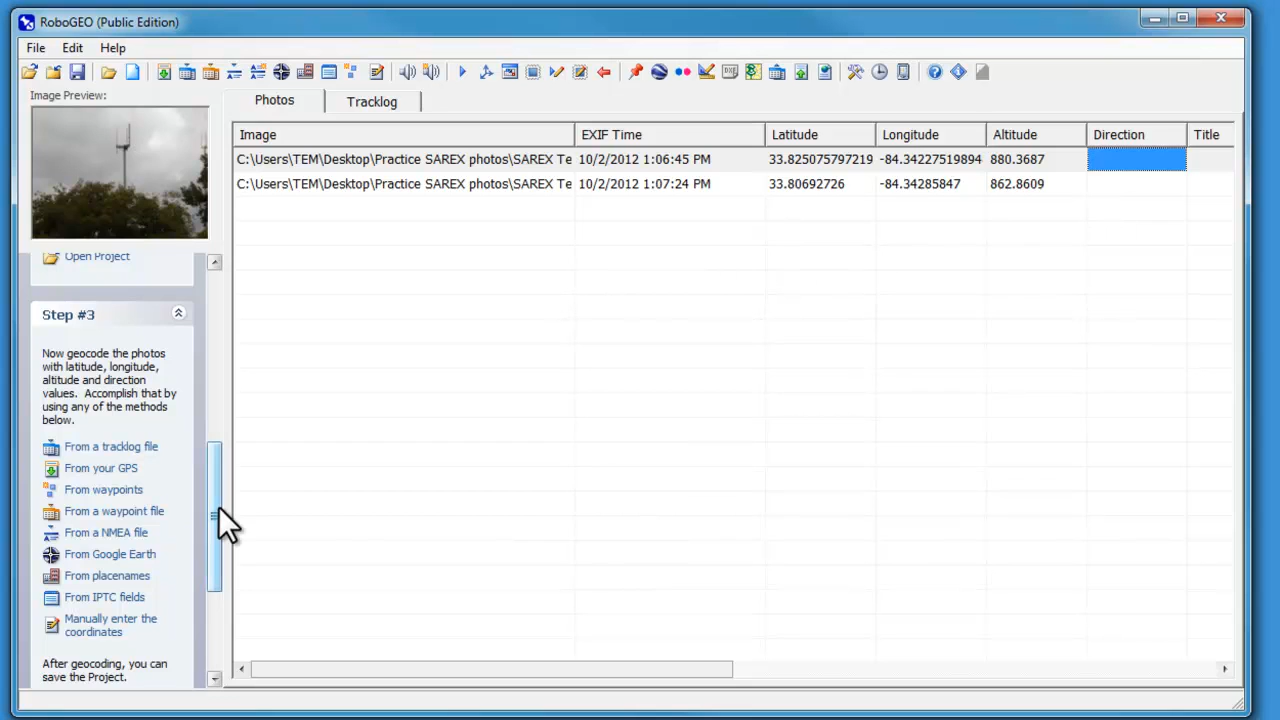 RoboGEO (Public Edition)
File Edit Help
Image Preview:
Photos Tracklog
Image EXIF Time Latitude Longitude Altitude Direction Title
C:\Users\TEM\Desktop\Practice SAREX photos\SAREX Te 10/2/2012 1:06:45 PM 33.825075797219 -84.34227519894 880.3687
C:\Users\TEM\Desktop\Practice SAREX photos\SAREX Te 10/2/2012 1:07:24 PM 33.80692726 -84.34285847 862.8609
Open Project
Step #3
Now geocode the photos
with latitude, longitude,
altitude and direction
values. Accomplish that by
using any of the methods
below.
From a tracklog file
From your GPS
From waypoints
From a waypoint file
From a NMEA file
From Google Earth
From placenames
From IPTC fields
Manually enter the
coordinates
After geocoding, you can
save the Project.